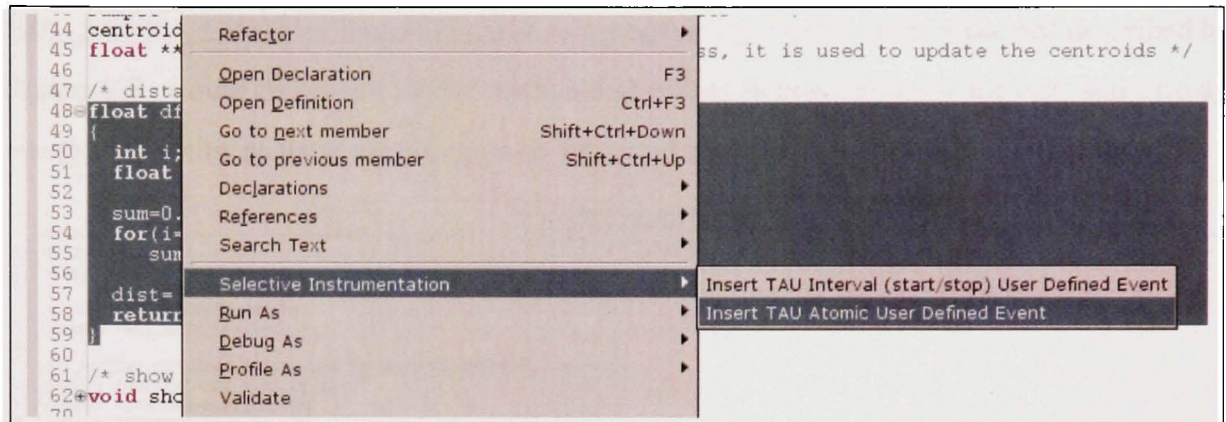 44 centroid
45 float ** ss, it is used to update the centroids */
46
47 /* dista
48 float df
49 {
50 int i;
51 float
52
53 sum=0.
54 for(i=
55 sum
56
57 dist=
58 return
59 }
60
61 /* show
62 void sho
70
Refactor
Open Declaration F3
Open Definition Ctrl+F3
Go to next member Shift+Ctrl+Down
Go to previous member Shift+Ctrl+Up
Declarations
References
Search Text
Selective Instrumentation
Run As
Debug As
Profile As
Validate
Insert TAU Interval (start/stop) User Defined Event
Insert TAU Atomic User Defined Event